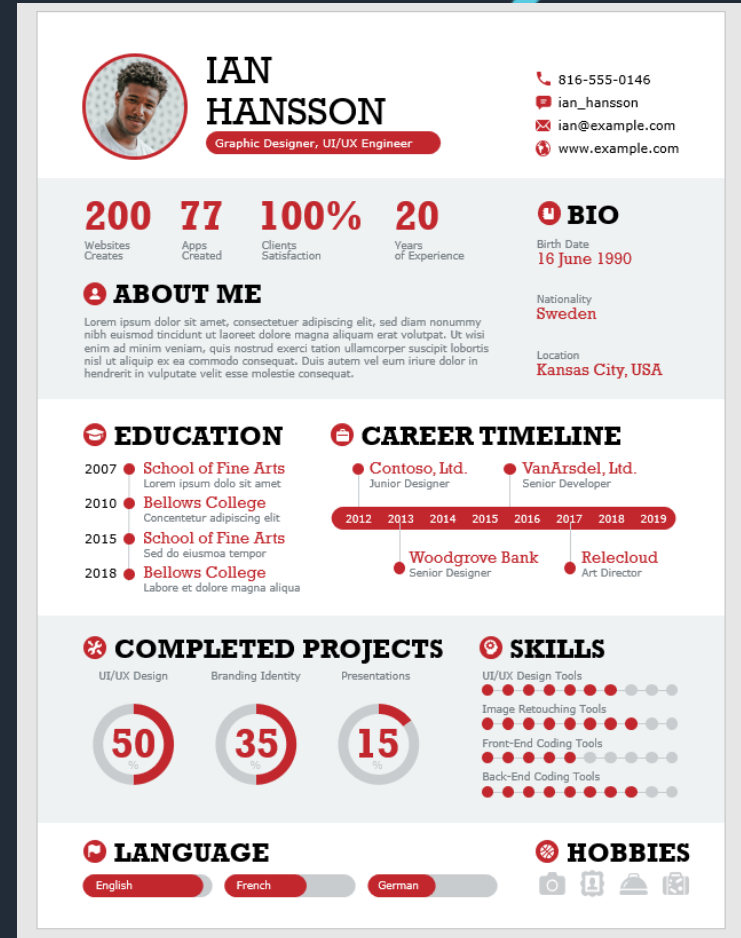 IAN
HANSSON
Graphic Designer, UI/UX Engineer
816-555-0146
ian_hansson
ian@example.com
www.example.com
200
Websites
Creates
77
Apps
Created
100%
Clients
Satisfaction
20
Years
of Experience
BIO
Birth Date
16 June 1990
Nationality
Sweden
Location
Kansas City, USA
ABOUT ME
Lorem ipsum dolor sit amet, consectetuer adipiscing elit, sed diam nonummy
nibh euismod tincidunt ut laoreet dolore magna aliquam erat volutpat. Ut wisi
enim ad minim veniam, quis nostrud exerci tation ullamcorper suscipit lobortis
nisl ut aliquip ex ea commodo consequat. Duis autem vel eum iriure dolor in
hendrerit in vulputate velit esse molestie consequat.
EDUCATION
2007 School of Fine Arts
Lorem ipsum dolo sit amet
2010 Bellows College
Concentetur adipiscing elit
2015 School of Fine Arts
Sed do eiusmoa tempor
2018 Bellows College
Labore et dolore magna aliqua
CAREER TIMELINE
Contoso, Ltd.
Junior Designer
VanArsdel, Ltd.
Senior Developer
2012 2013 2014 2015 2016 2017 2018 2019
Woodgrove Bank
Senior Designer
Relecloud
Art Director
COMPLETED PROJECTS
UI/UX Design
50
%
Branding Identity
35
%
Presentations
15
%
SKILLS
UI/UX Design Tools
Image Retouching Tools
Front-End Coding Tools
Back-End Coding Tools
LANGUAGE
English
French
German
HOBBIES